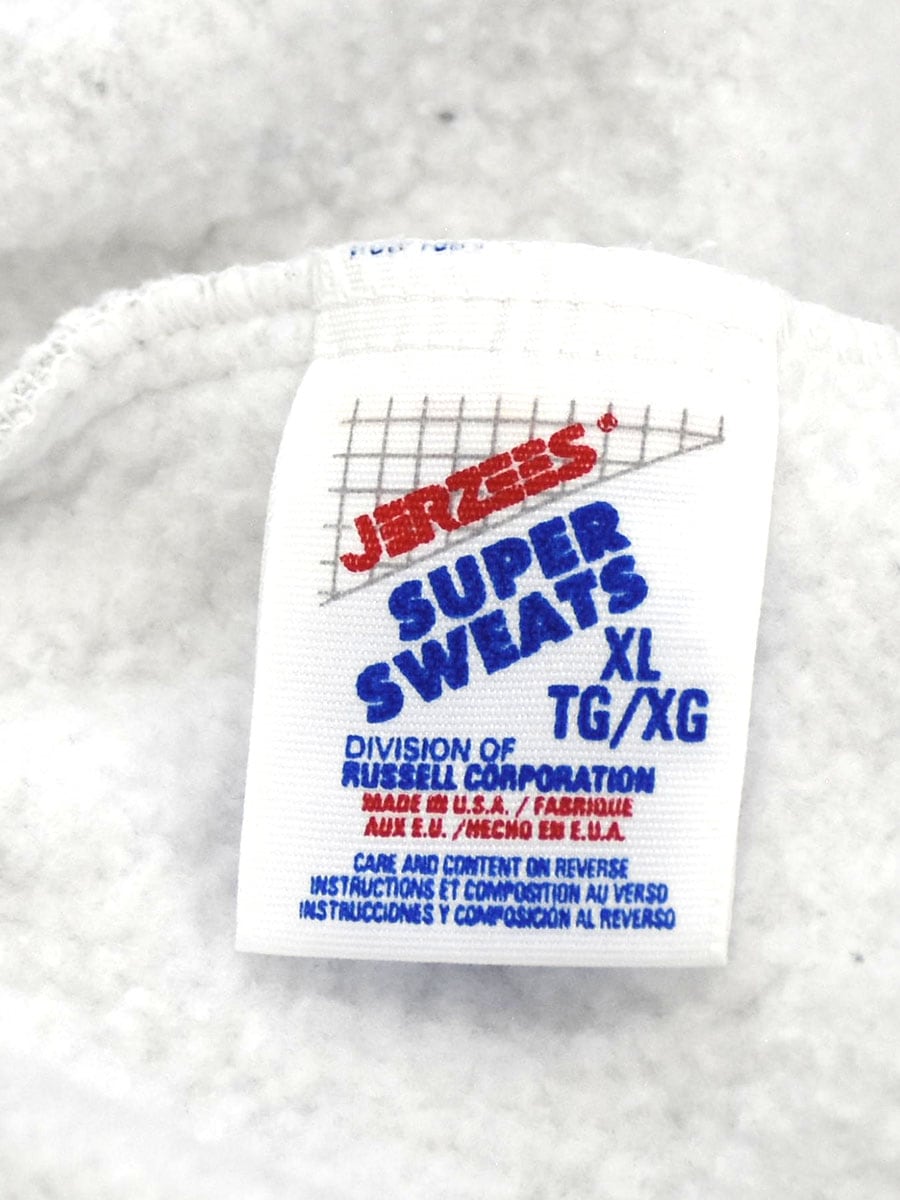 JERZEES®
SUPER
SWEATS
XL
TG/XG
DIVISION OF
RUSSELL CORPORATION
MADE IN U.S.A. / FABRIQUE
AUX E.U. /HECHO EN E.U.A.
CARE AND CONTENT ON REVERSE
INSTRUCTIONS ET COMPOSITION AU VERSO
INSTRUCCIONES Y COMPOSICION AL REVERSO